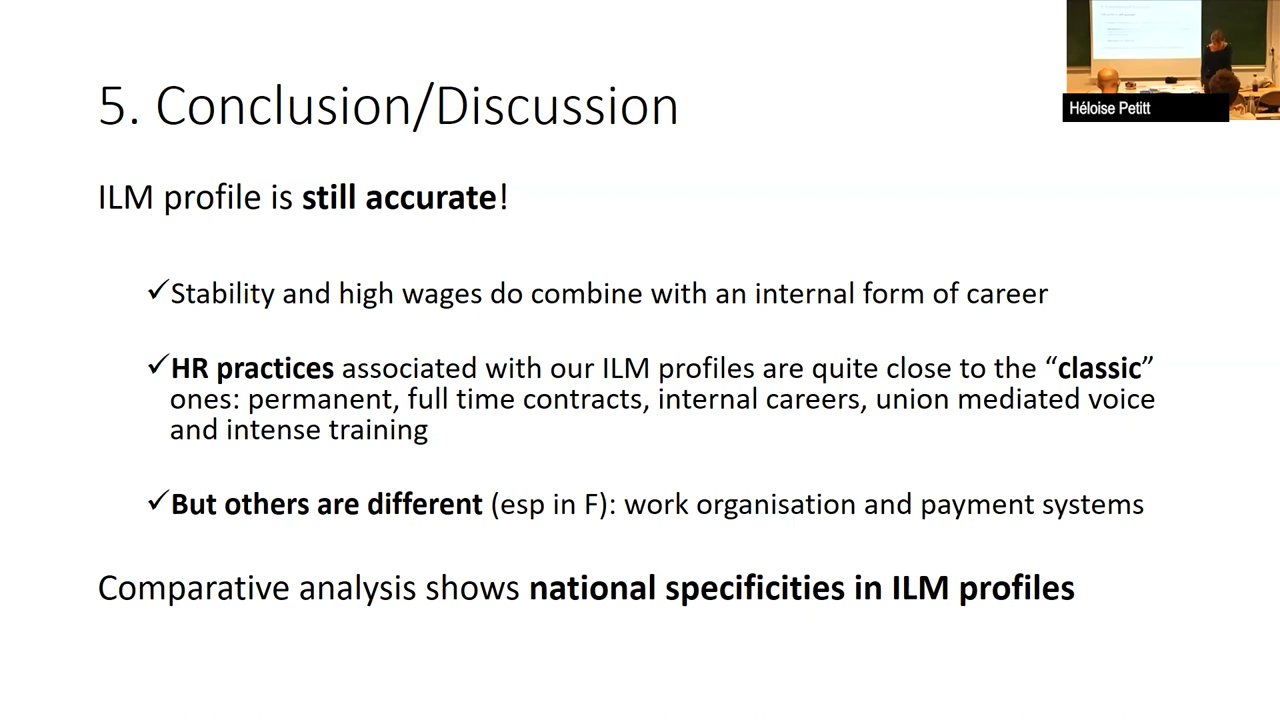 5. Conclusion/Discussion
Héloise Petitt
ILM profile is still accurate!
✓Stability and high wages do combine with an internal form of career
✓HR practices associated with our ILM profiles are quite close to the “classic”
ones: permanent, full time contracts, internal careers, union mediated voice
and intense training
✓But others are different (esp in F): work organisation and payment systems
Comparative analysis shows national specificities in ILM profiles